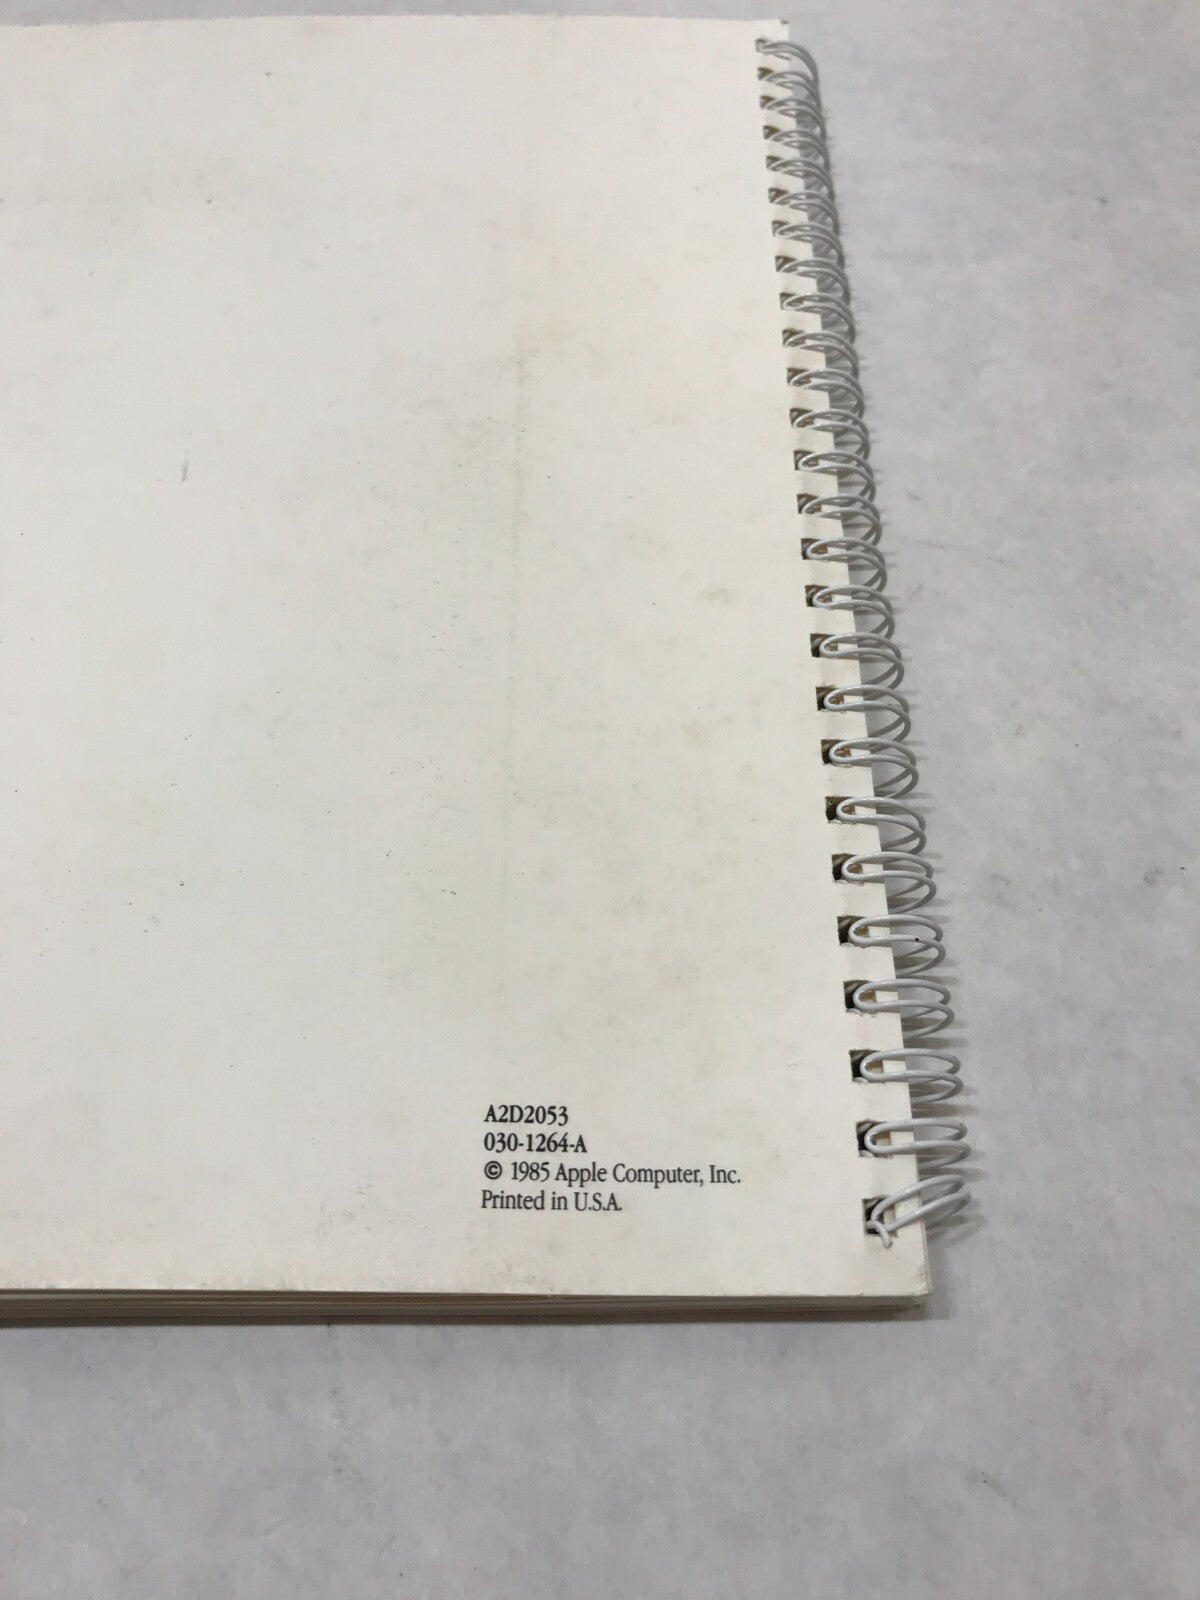 A2D2053
030-1264-A
© 1985 Apple Computer, Inc.
Printed in U.S.A.